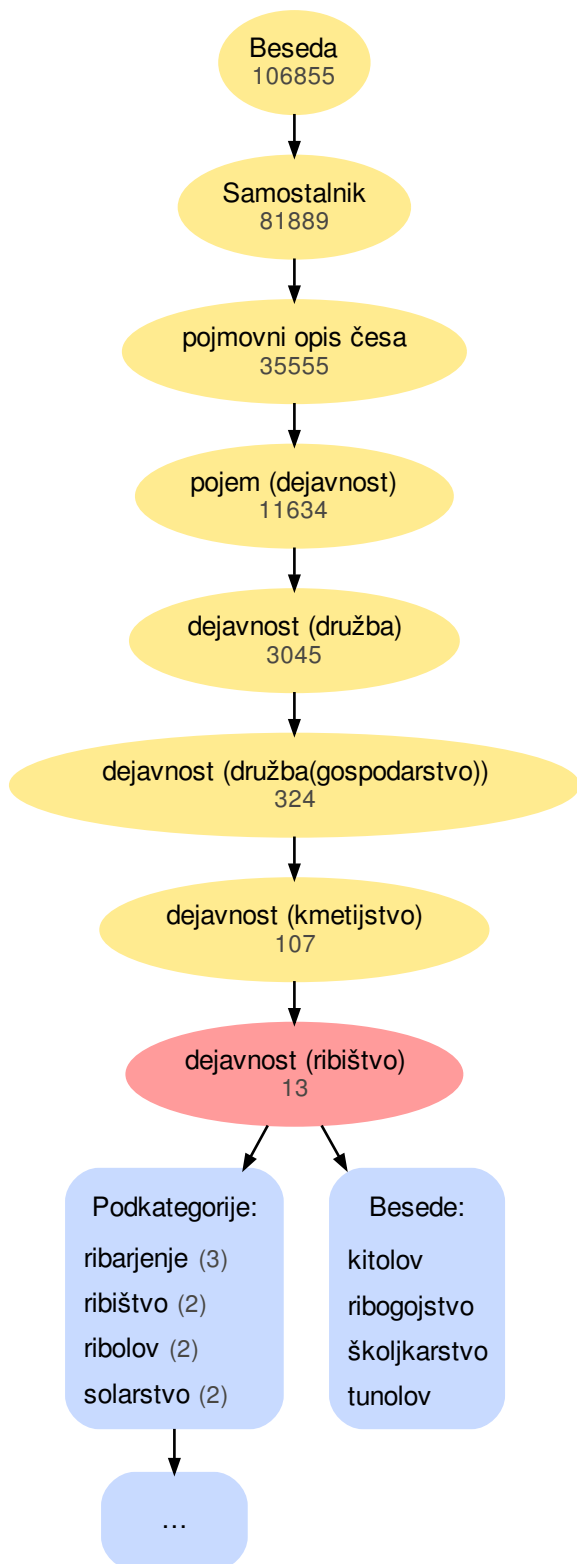 Beseda
106855
Samostalnik
81889
pojmovni opis česa
35555
pojem (dejavnost)
11634
dejavnost (družba)
3045
dejavnost (družba(gospodarstvo))
324
dejavnost (kmetijstvo)
107
dejavnost (ribištvo)
13
Podkategorije:
ribarjenje (3)
ribištvo (2)
ribolov (2)
solarstvo (2)
...
Besede:
kitolov
ribogojstvo
školjkarstvo
tunolov